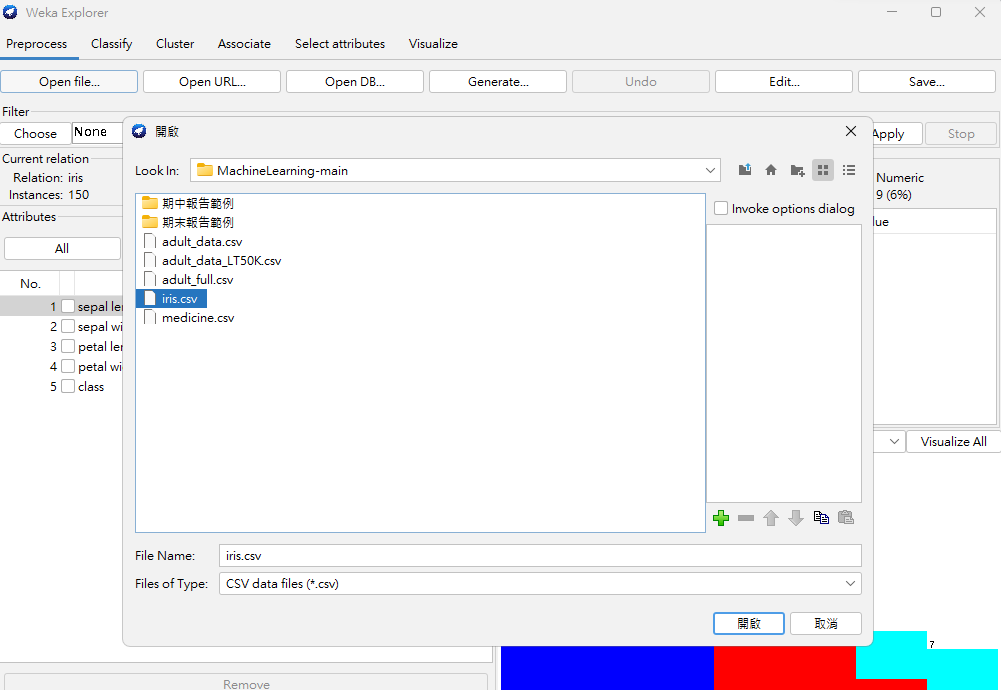 Weka Explorer
Preprocess Classify Cluster Associate Select attributes Visualize
Open file... Open URL... Open DB... Generate... Undo Edit... Save...
Filter
Choose None Apply Stop
開啟
Current relation
Relation: iris
Instances: 150
Attributes
All
No.
1 sepal le
2 sepal wi
3 petal le
4 petal wi
5 class
Look In: MachineLearning-main
期中報告範例
期末報告範例
adult_data.csv
adult_data_LT50K.csv
adult_full.csv
iris.csv
medicine.csv
Invoke options dialog
File Name: iris.csv
Files of Type: CSV data files (*.csv)
開啟 取消
Numeric
9 (6%)
lue
Visualize All
7
Remove